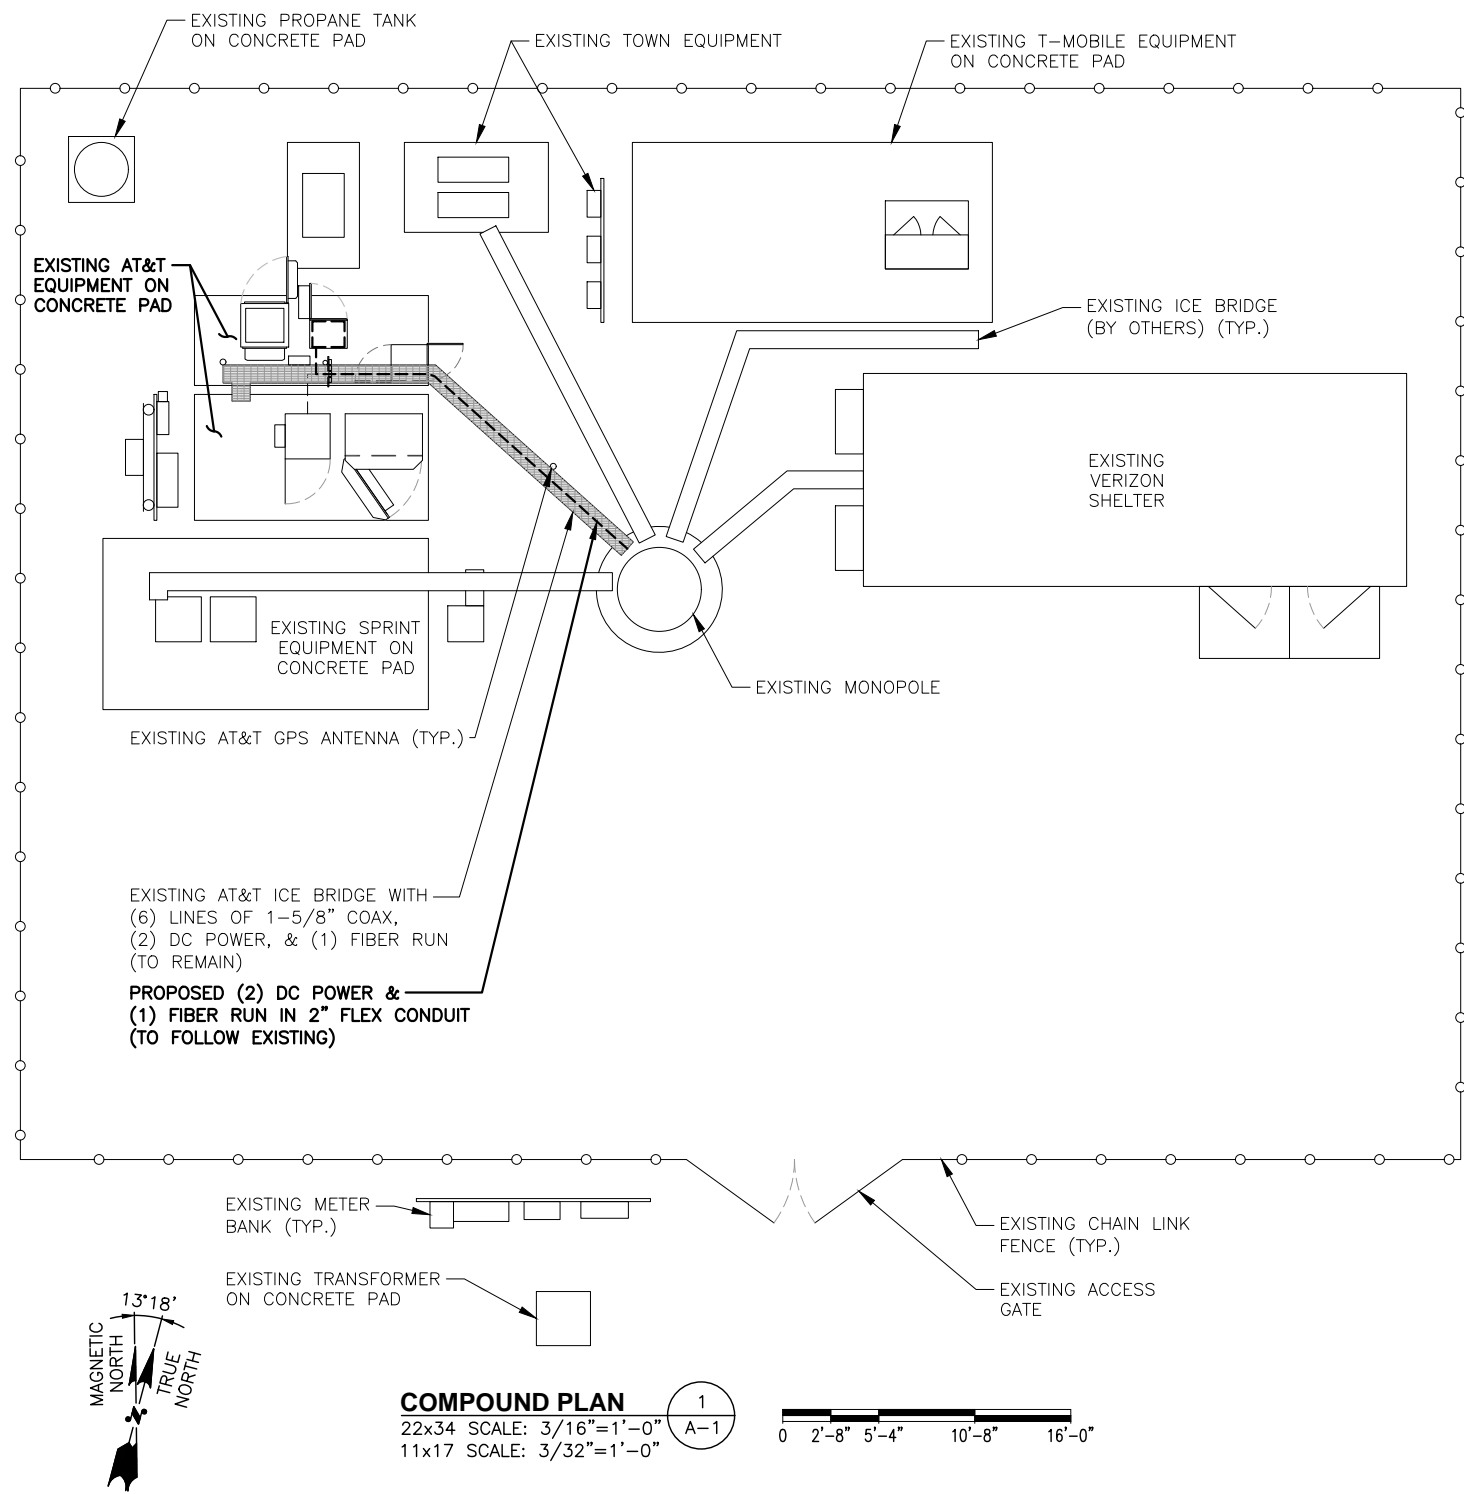 EXISTING PROPANE TANK
ON CONCRETE PAD
EXISTING TOWN EQUIPMENT
EXISTING T-MOBILE EQUIPMENT
ON CONCRETE PAD
EXISTING AT&T
EQUIPMENT ON
CONCRETE PAD
EXISTING ICE BRIDGE
(BY OTHERS) (TYP.)
EXISTING
VERIZON
SHELTER
EXISTING SPRINT
EQUIPMENT ON
CONCRETE PAD
EXISTING MONOPOLE
EXISTING AT&T GPS ANTENNA (TYP.)
EXISTING AT&T ICE BRIDGE WITH
(6) LINES OF 1-5/8" COAX,
(2) DC POWER, & (1) FIBER RUN
(TO REMAIN)
PROPOSED (2) DC POWER &
(1) FIBER RUN IN 2" FLEX CONDUIT
(TO FOLLOW EXISTING)
EXISTING METER
BANK (TYP.)
EXISTING CHAIN LINK
FENCE (TYP.)
EXISTING TRANSFORMER
ON CONCRETE PAD
EXISTING ACCESS
GATE
13°18'
MAGNETIC
NORTH
TRUE
NORTH
N
COMPOUND PLAN
22x34 SCALE: 3/16"=1'-0"
11x17 SCALE: 3/32"=1'-0"
1
A-1
0 2'-8" 5'-4" 10'-8" 16'-0"